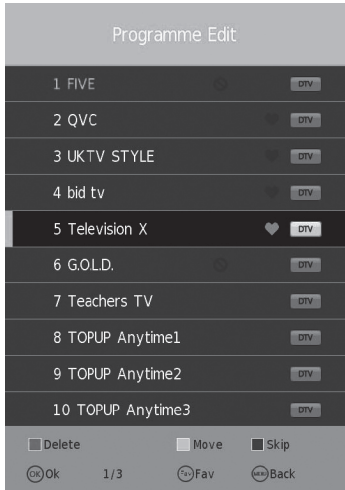 Programme Edit
1 FIVE DTV
2 QVC DTV
3 UKTV STYLE DTV
4 bid tv DTV
5 Television X DTV
6 G.O.L.D. DTV
7 Teachers TV DTV
8 TOPUP Anytime1 DTV
9 TOPUP Anytime2 DTV
10 TOPUP Anytime3 DTV
Delete Move Skip
OK Ok 1/3 Fav Fav MENU Back